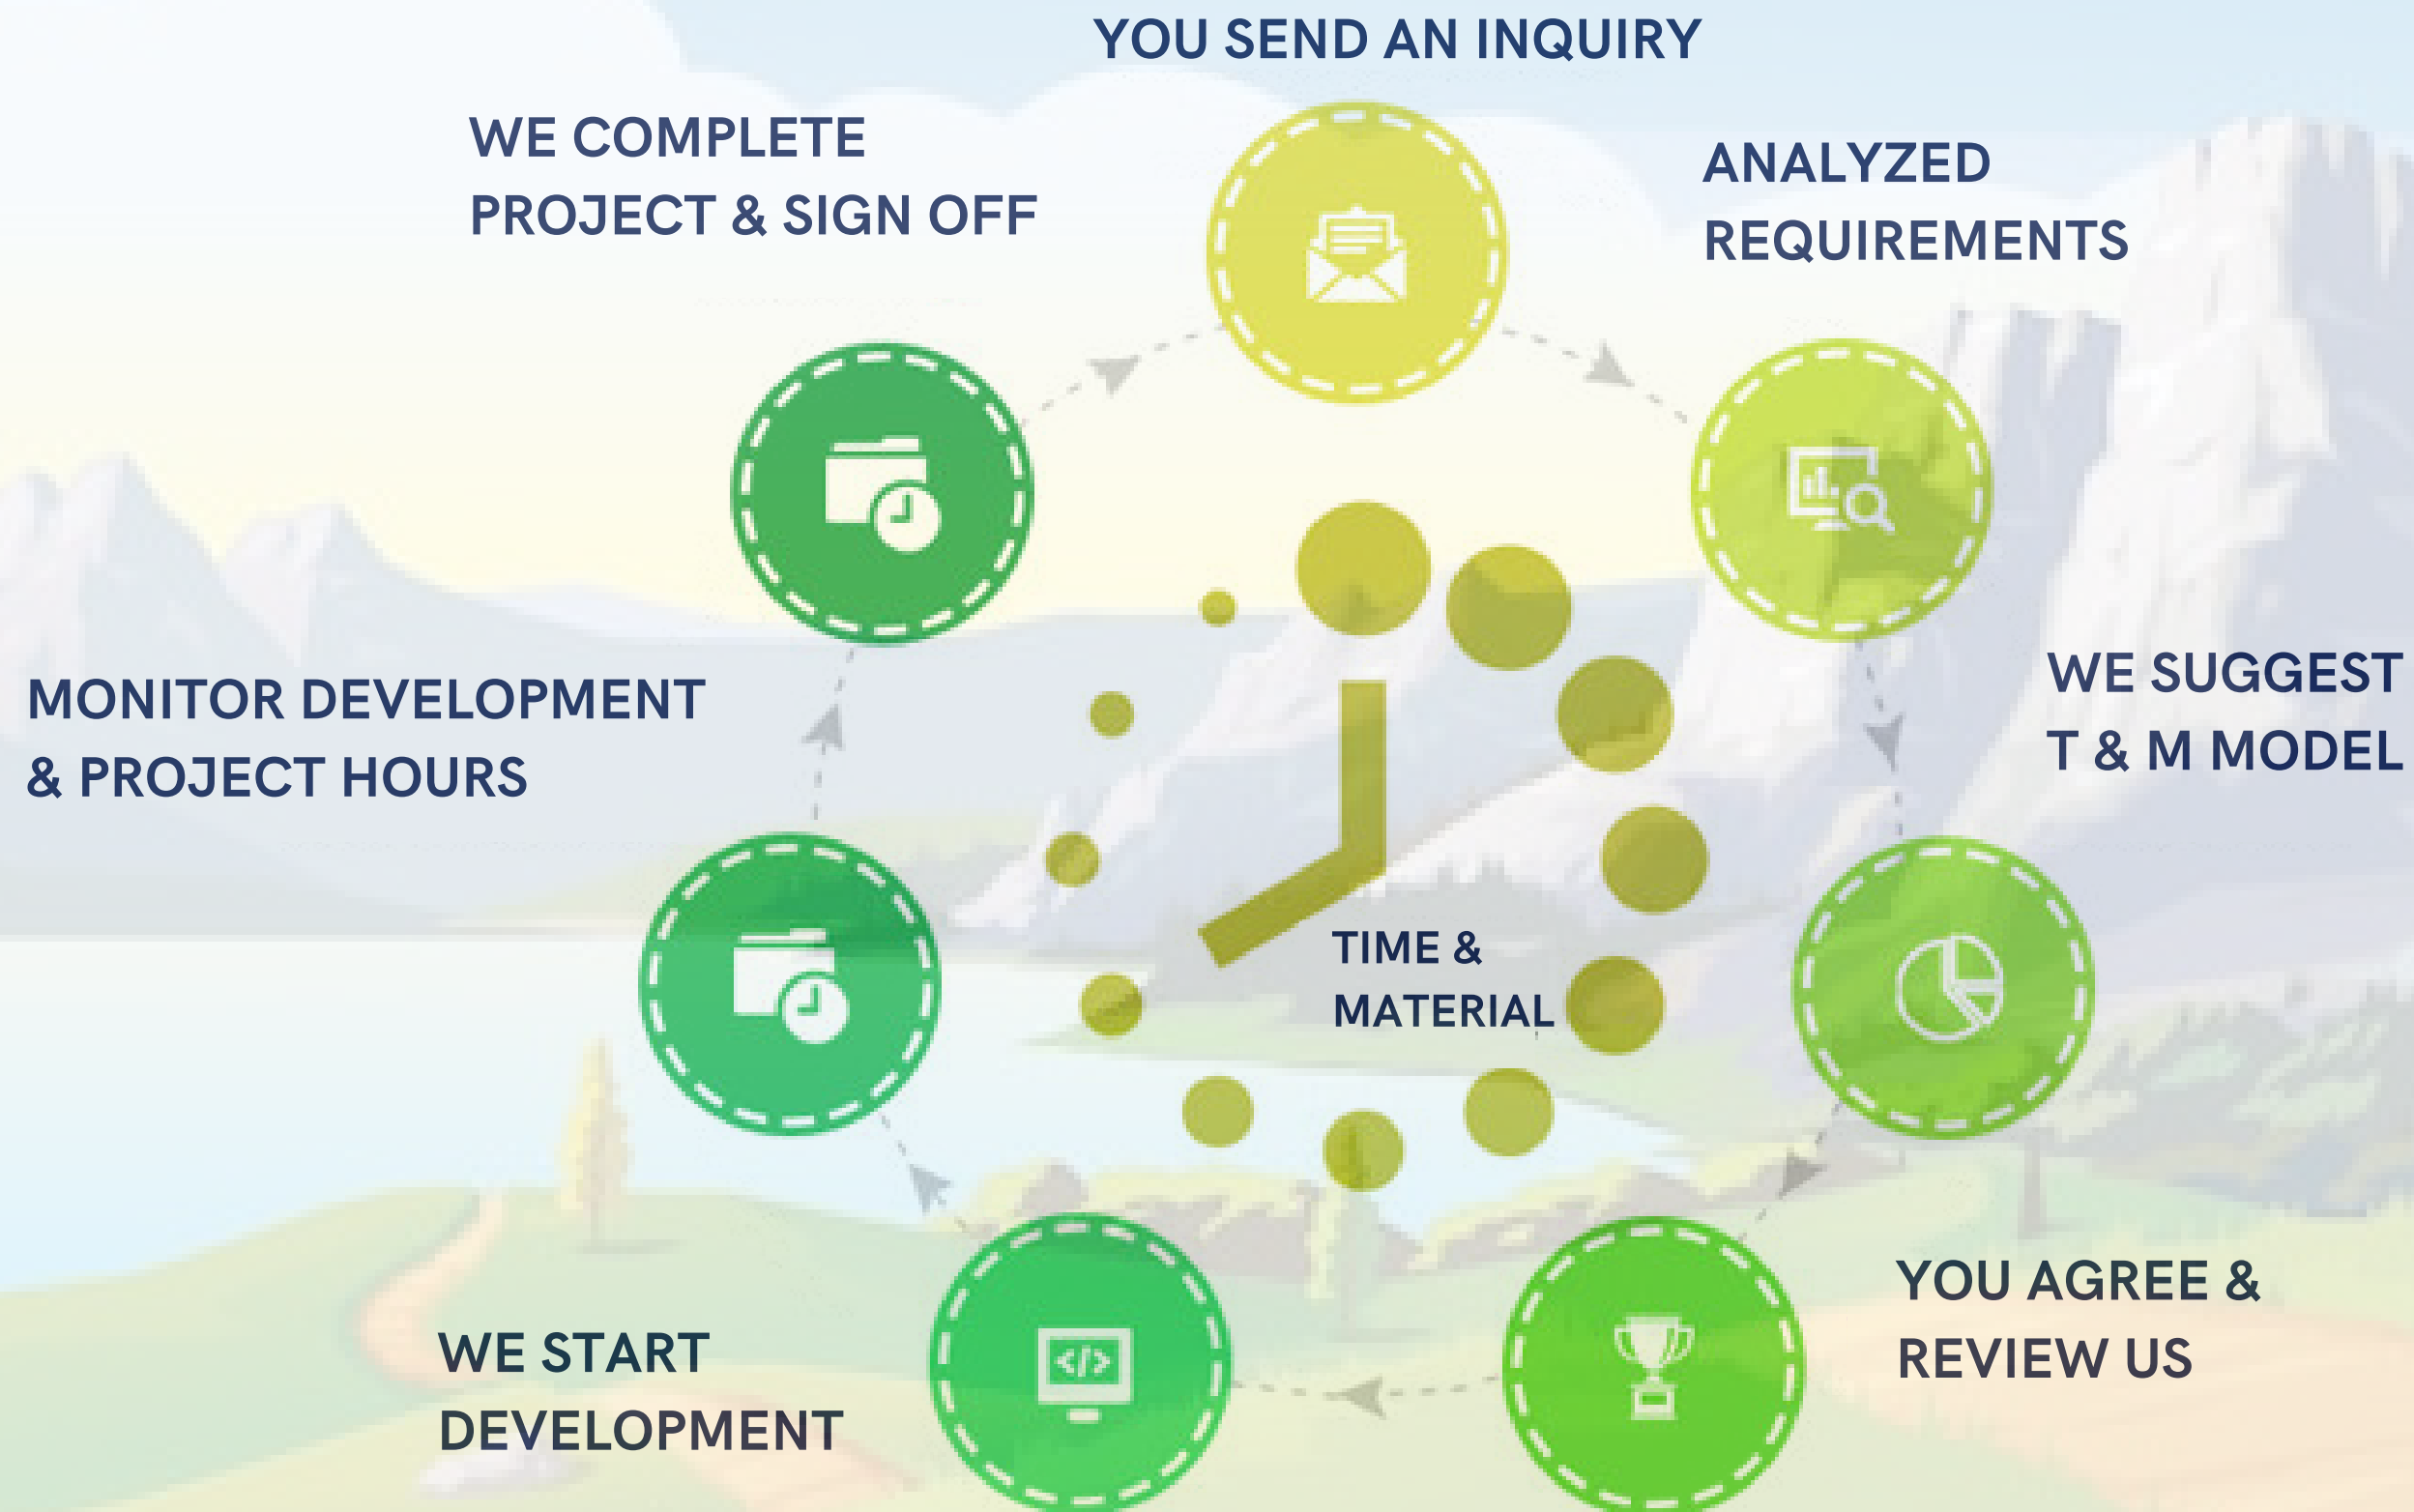 YOU SEND AN INQUIRY
WE COMPLETE
PROJECT & SIGN OFF
ANALYZED
REQUIREMENTS
MONITOR DEVELOPMENT
& PROJECT HOURS
WE SUGGEST
T & M MODEL
TIME &
MATERIAL
YOU AGREE &
REVIEW US
WE START
DEVELOPMENT